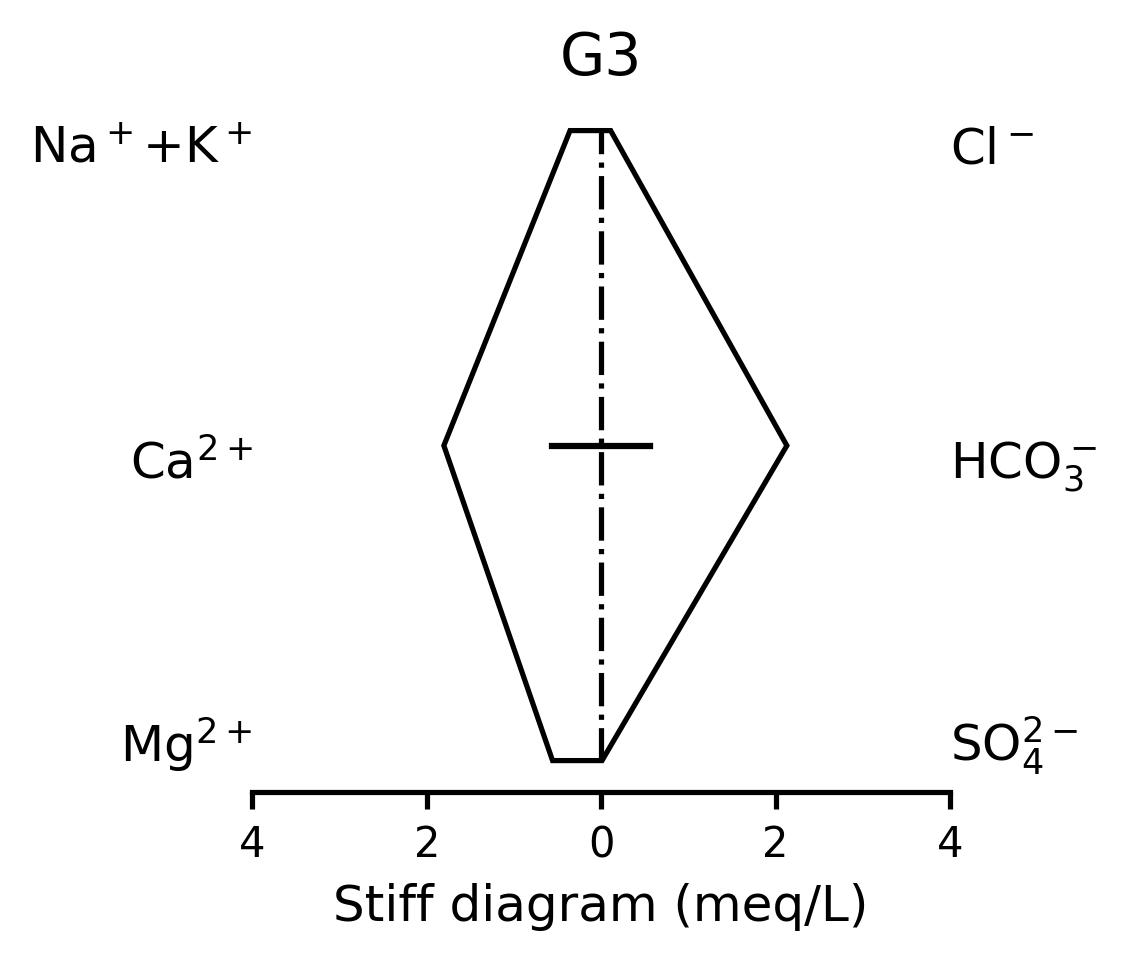 G3
Na⁺+K⁺
Cl⁻
Ca²⁺
HCO₃⁻
Mg²⁺
SO₄²⁻
4 2 0 2 4
Stiff diagram (meq/L)